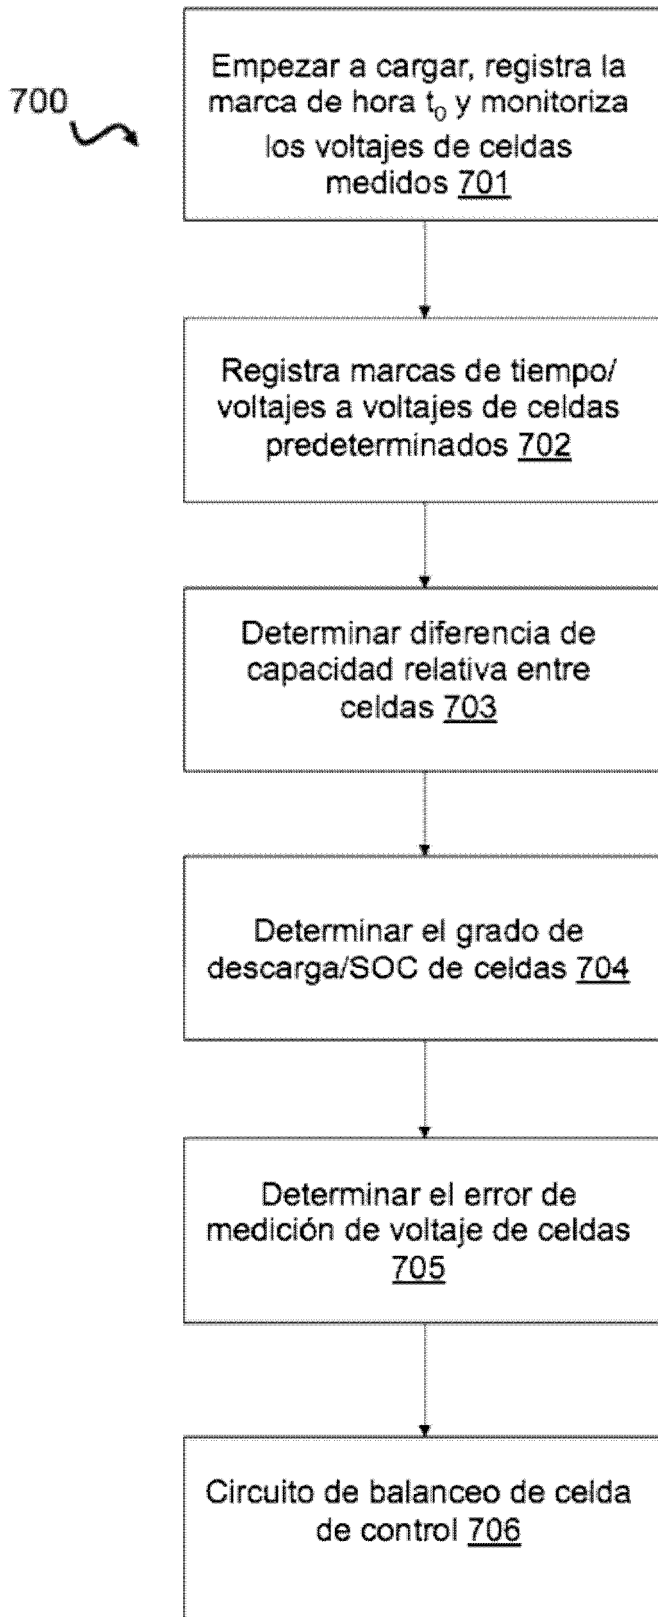 700
Empezar a cargar, registra la
marca de hora t₀ y monitoriza
los voltajes de celdas
medidos 701
Registra marcas de tiempo/
voltajes a voltajes de celdas
predeterminados 702
Determinar diferencia de
capacidad relativa entre
celdas 703
Determinar el grado de
descarga/SOC de celdas 704
Determinar el error de
medición de voltaje de celdas
705
Circuito de balanceo de celda
de control 706